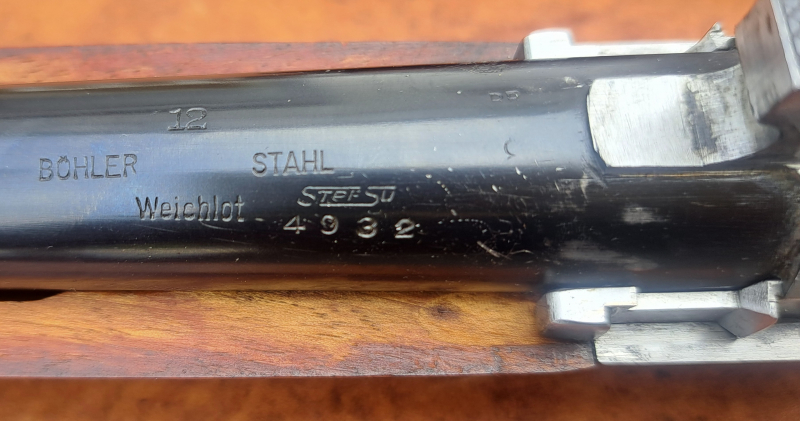 12
BÖHLER STAHL
Weichlot
4932